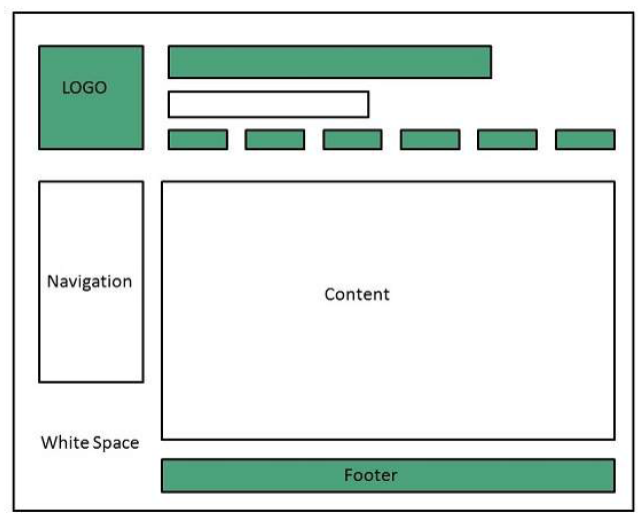 LOGO
Navigation
Content
White Space
Footer